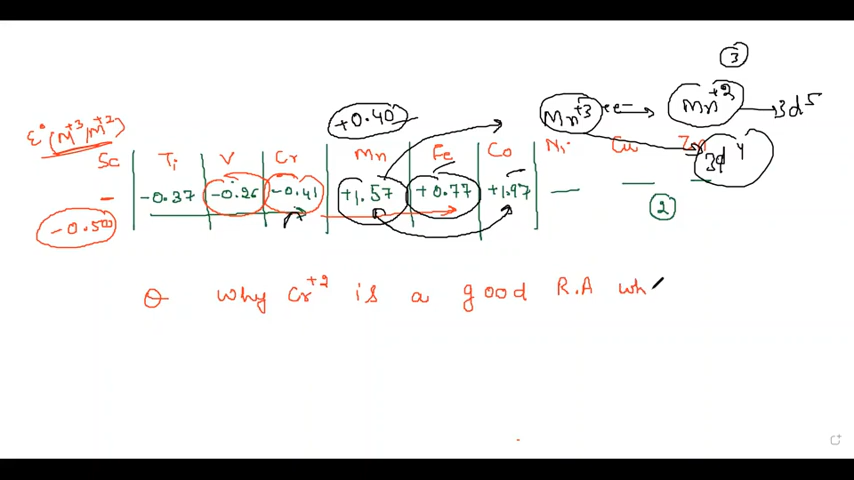 3
Mn+3 e- → Mn+2 → 3d5
+0.40
3d4
ε°(M+3/M+2)
Sc Ti V Cr Mn Fe Co Ni Cu Zn
- -0.37 -0.26 -0.41 +1.57 +0.77 +1.97 — — —
-0.500
2
Q why Cr+2 is a good R.A wh